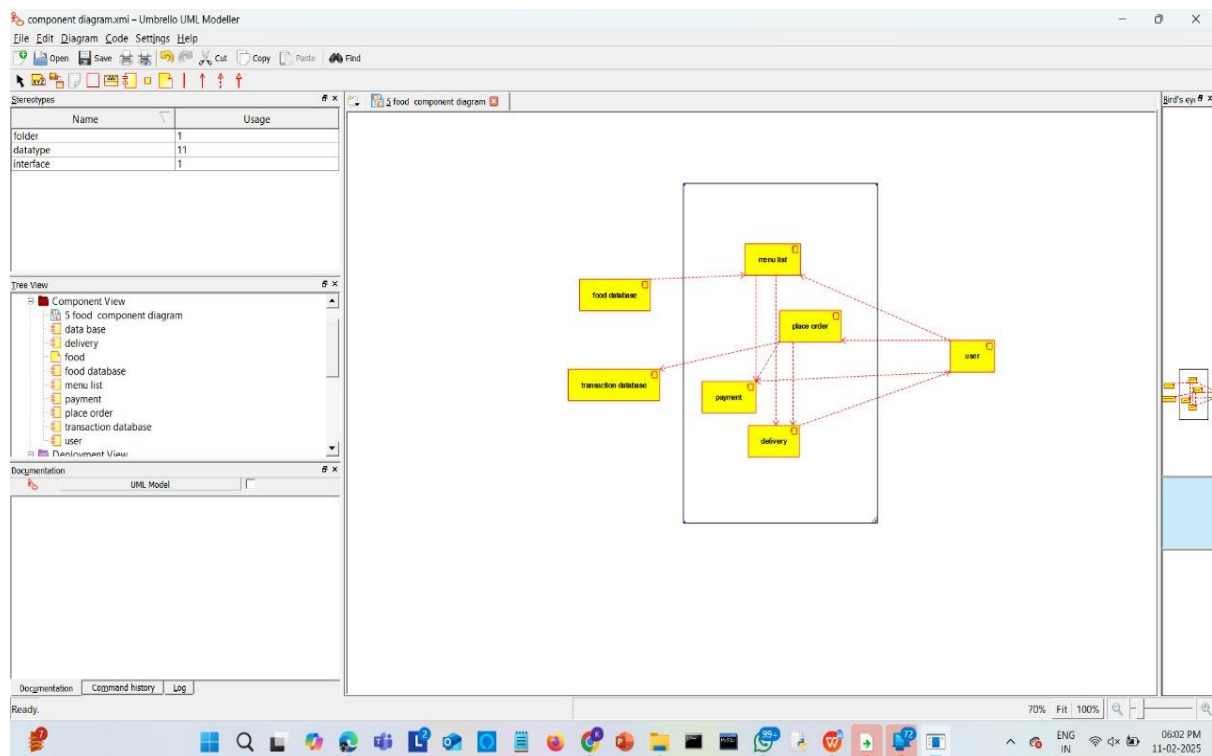 component diagram.xmi – Umbrello UML Modeller
File Edit Diagram Code Settings Help
Open Save Cut Copy Paste Find
Stereotypes
5 food component diagram
Bird's eye
Name Usage
folder 1
datatype 11
interface 1
menu list
food database
place order
user
transaction database
payment
delivery
Tree View
Component View
5 food component diagram
data base
delivery
food
food database
menu list
payment
place order
transaction database
user
Deployment View
Documentation
UML Model
Documentation Command history Log
Ready.
70% Fit 100%
ENG
IN
06:02 PM
11-02-2025
99+
72